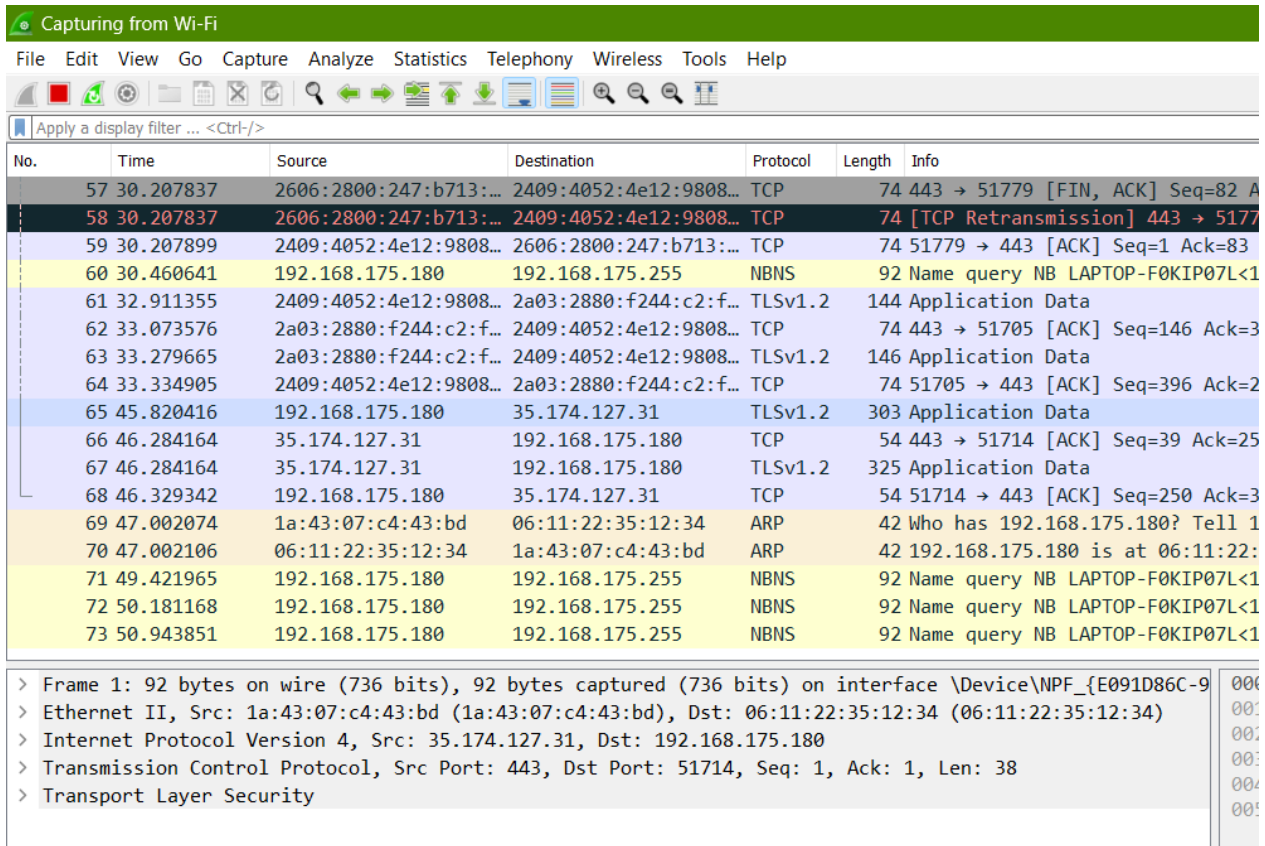 Capturing from Wi-Fi
File Edit View Go Capture Analyze Statistics Telephony Wireless Tools Help
Apply a display filter ... <Ctrl-/>
No. Time Source Destination Protocol Length Info
57 30.207837 2606:2800:247:b713:… 2409:4052:4e12:9808… TCP 74 443 → 51779 [FIN, ACK] Seq=82 A
58 30.207837 2606:2800:247:b713:… 2409:4052:4e12:9808… TCP 74 [TCP Retransmission] 443 → 5177
59 30.207899 2409:4052:4e12:9808… 2606:2800:247:b713:… TCP 74 51779 → 443 [ACK] Seq=1 Ack=83
60 30.460641 192.168.175.180 192.168.175.255 NBNS 92 Name query NB LAPTOP-F0KIP07L<1
61 32.911355 2409:4052:4e12:9808… 2a03:2880:f244:c2:f… TLSv1.2 144 Application Data
62 33.073576 2a03:2880:f244:c2:f… 2409:4052:4e12:9808… TCP 74 443 → 51705 [ACK] Seq=146 Ack=3
63 33.279665 2a03:2880:f244:c2:f… 2409:4052:4e12:9808… TLSv1.2 146 Application Data
64 33.334905 2409:4052:4e12:9808… 2a03:2880:f244:c2:f… TCP 74 51705 → 443 [ACK] Seq=396 Ack=2
65 45.820416 192.168.175.180 35.174.127.31 TLSv1.2 303 Application Data
66 46.284164 35.174.127.31 192.168.175.180 TCP 54 443 → 51714 [ACK] Seq=39 Ack=25
67 46.284164 35.174.127.31 192.168.175.180 TLSv1.2 325 Application Data
68 46.329342 192.168.175.180 35.174.127.31 TCP 54 51714 → 443 [ACK] Seq=250 Ack=3
69 47.002074 1a:43:07:c4:43:bd 06:11:22:35:12:34 ARP 42 Who has 192.168.175.180? Tell 1
70 47.002106 06:11:22:35:12:34 1a:43:07:c4:43:bd ARP 42 192.168.175.180 is at 06:11:22:
71 49.421965 192.168.175.180 192.168.175.255 NBNS 92 Name query NB LAPTOP-F0KIP07L<1
72 50.181168 192.168.175.180 192.168.175.255 NBNS 92 Name query NB LAPTOP-F0KIP07L<1
73 50.943851 192.168.175.180 192.168.175.255 NBNS 92 Name query NB LAPTOP-F0KIP07L<1
> Frame 1: 92 bytes on wire (736 bits), 92 bytes captured (736 bits) on interface \Device\NPF_{E091D86C-9
> Ethernet II, Src: 1a:43:07:c4:43:bd (1a:43:07:c4:43:bd), Dst: 06:11:22:35:12:34 (06:11:22:35:12:34)
> Internet Protocol Version 4, Src: 35.174.127.31, Dst: 192.168.175.180
> Transmission Control Protocol, Src Port: 443, Dst Port: 51714, Seq: 1, Ack: 1, Len: 38
> Transport Layer Security